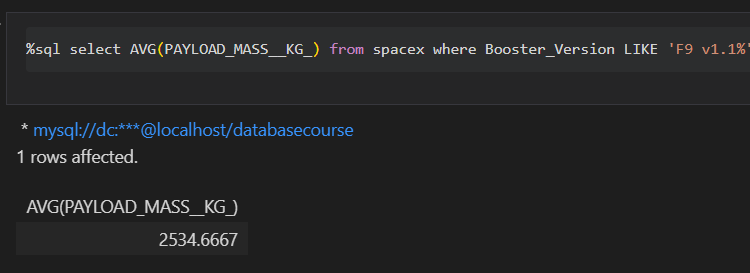 %sql select AVG(PAYLOAD_MASS__KG_) from spacex where Booster_Version LIKE 'F9 v1.1%'
* mysql://dc:***@localhost/databasecourse
1 rows affected.
AVG(PAYLOAD_MASS__KG_)
2534.6667